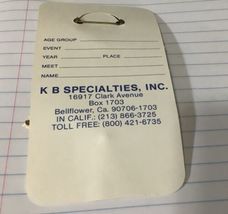 AGE GROUP
EVENT
YEAR PLACE
MEET
NAME
K B SPECIALTIES, INC.
16917 Clark Avenue
Box 1703
Bellflower, Ca. 90706-1703
IN CALIF.: (213) 866-3725
TOLL FREE: (800) 421-6735